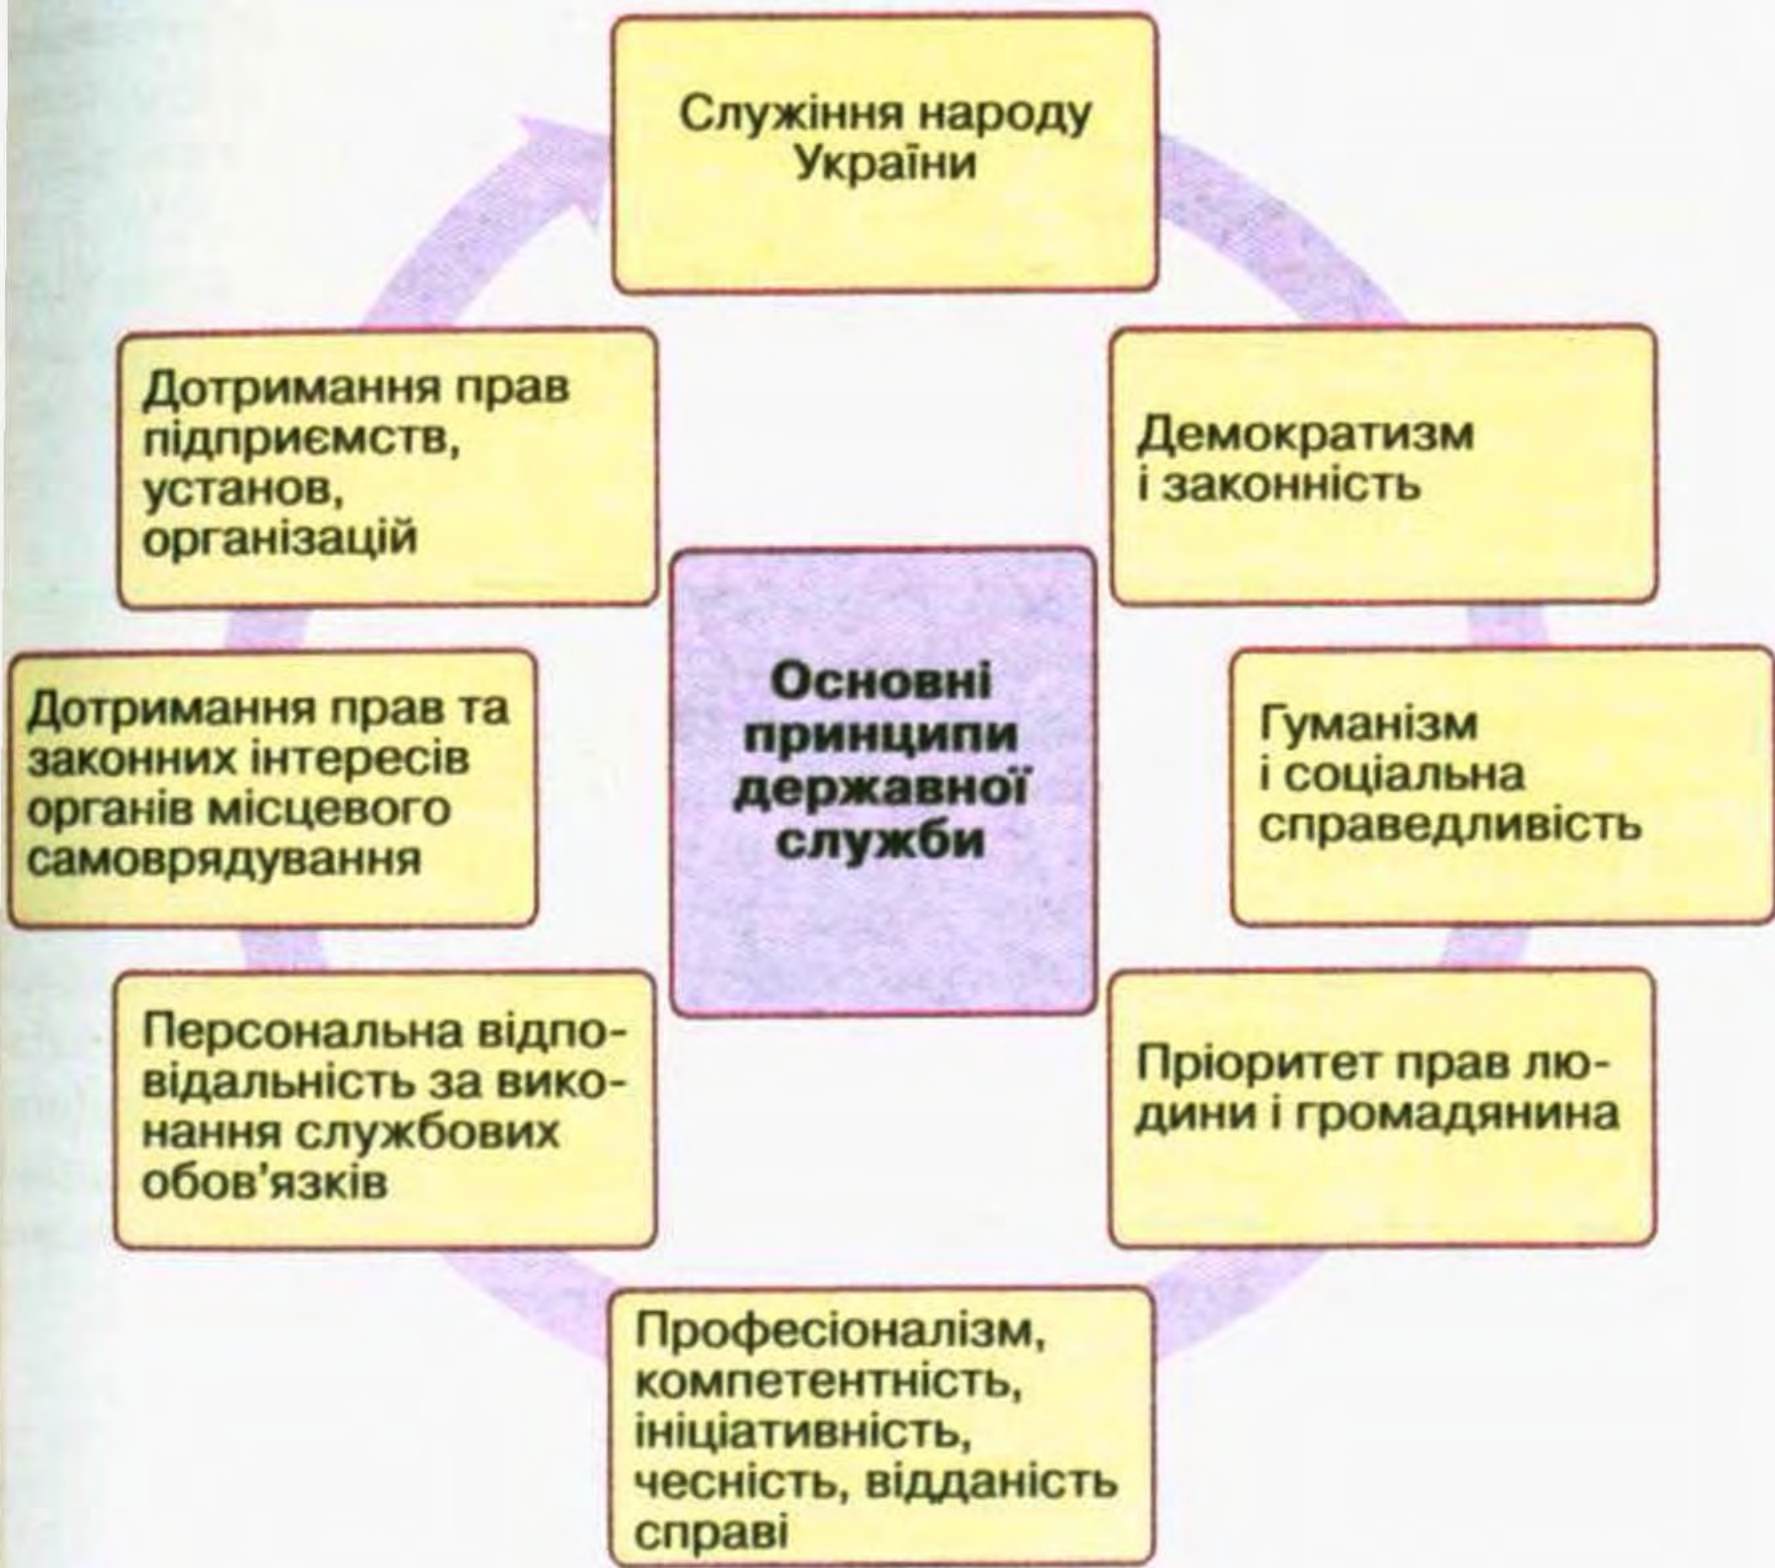 Служіння народу
України
Демократизм
і законність
Гуманізм
і соціальна
справедливість
Пріоритет прав лю-
дини і громадянина
Професіоналізм,
компетентність,
ініціативність,
чесність, відданість
справі
Персональна відпо-
відальність за вико-
нання службових
обов'язків
Дотримання прав та
законних інтересів
органів місцевого
самоврядування
Дотримання прав
підприємств,
установ,
організацій
Основні
принципи
державної
служби